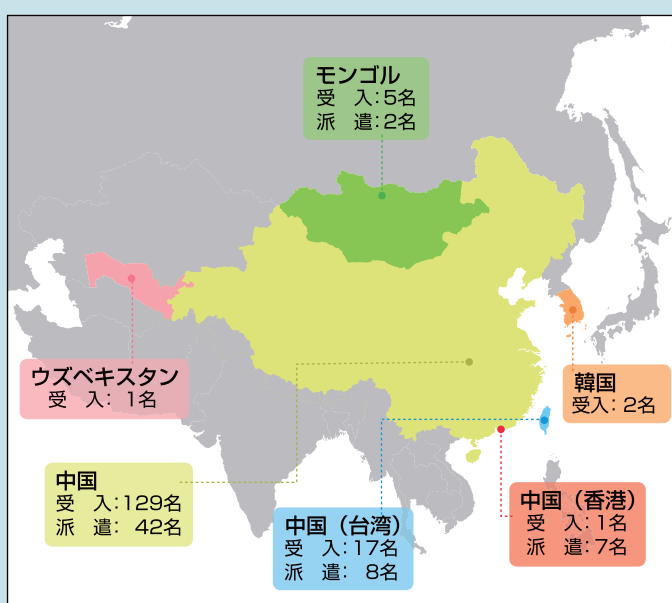 モンゴル
受　入：5名
派　遣：2名
ウズベキスタン
受　入：1名
韓国
受入：2名
中国
受　入：129名
派　遣： 42名
中国（台湾）
受　入：17名
派　遣： 8名
中国（香港）
受　入：1名
派　遣：7名